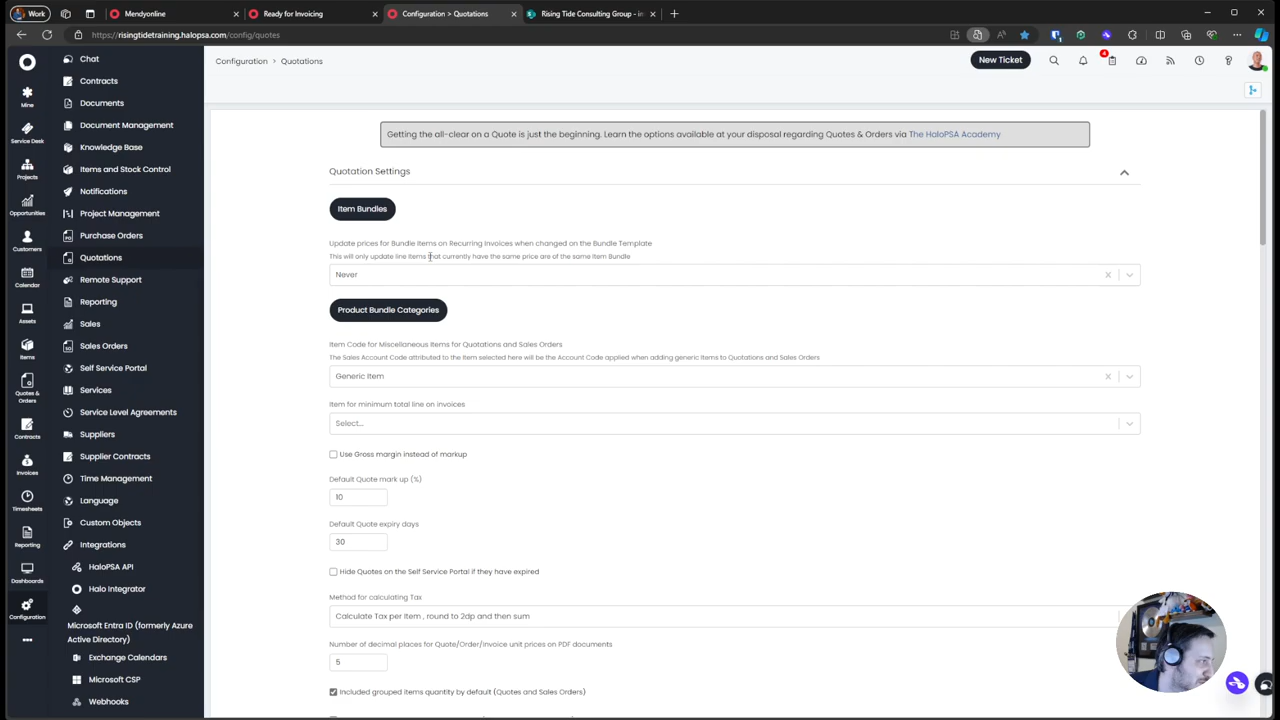 Work
Mendyonline
Ready for Invoicing
Configuration > Quotations
Rising Tide Consulting Group - in
https://risingtidetraining.halopsa.com/config/quotes
Mine
Service Desk
Projects
Opportunities
Customers
Calendar
Assets
Items
Quotes &
Orders
Contracts
Invoices
Timesheets
Reporting
Dashboards
Configuration
Chat
Contracts
Documents
Document Management
Knowledge Base
Items and Stock Control
Notifications
Project Management
Purchase Orders
Quotations
Remote Support
Reporting
Sales
Sales Orders
Self Service Portal
Services
Service Level Agreements
Suppliers
Supplier Contracts
Time Management
Language
Custom Objects
Integrations
HaloPSA API
Halo Integrator
Microsoft Entra ID (formerly Azure
Active Directory)
Exchange Calendars
Microsoft CSP
Webhooks
Configuration > Quotations
New Ticket
4
Getting the all-clear on a Quote is just the beginning. Learn the options available at your disposal regarding Quotes & Orders via The HaloPSA Academy
Quotation Settings
Item Bundles
Update prices for Bundle Items on Recurring Invoices when changed on the Bundle Template
This will only update line items that currently have the same price are of the same Item Bundle
Never
Product Bundle Categories
Item Code for Miscellaneous Items for Quotations and Sales Orders
The Sales Account Code attributed to the Item selected here will be the Account Code applied when adding generic Items to Quotations and Sales Orders
Generic Item
Item for minimum total line on invoices
Select...
Use Gross margin instead of markup
Default Quote mark up (%)
10
Default Quote expiry days
30
Hide Quotes on the Self Service Portal if they have expired
Method for calculating Tax
Calculate Tax per Item , round to 2dp and then sum
Number of decimal places for Quote/Order/Invoice unit prices on PDF documents
5
Included grouped items quantity by default (Quotes and Sales Orders)